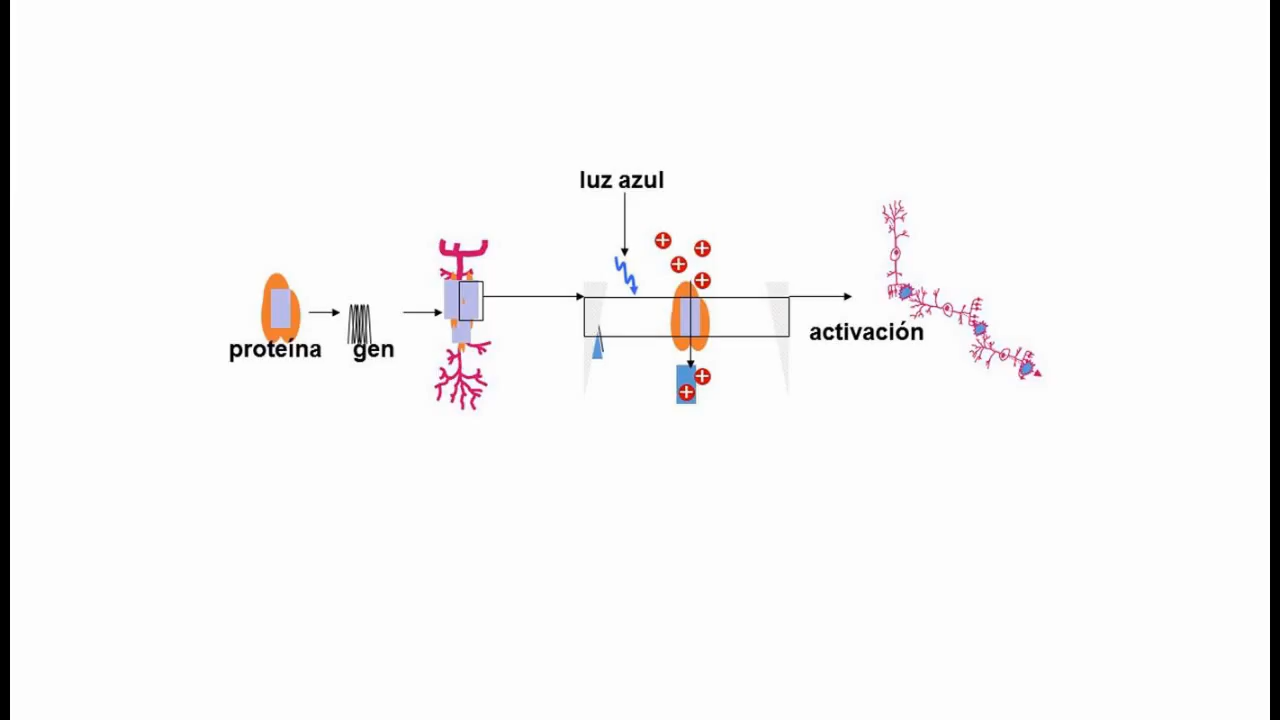 luz azul
proteína
gen
activación